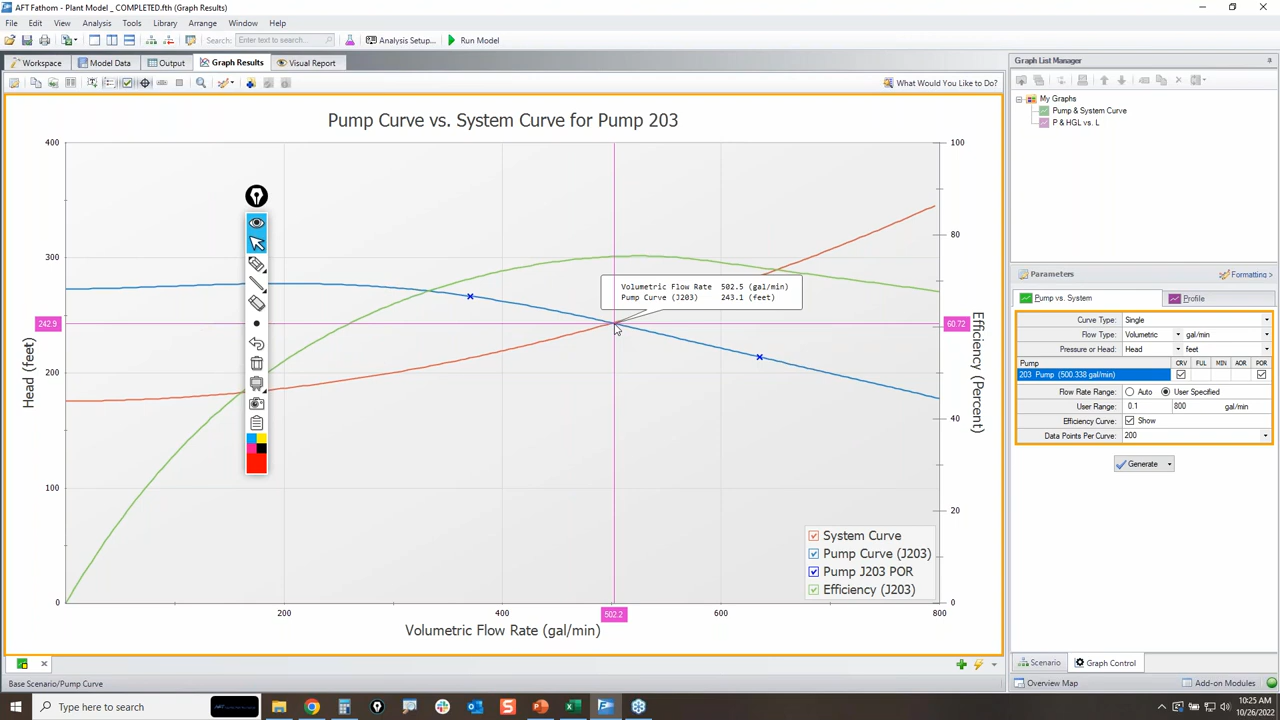 AFT Fathom - Plant Model _ COMPLETED.fth (Graph Results)
File Edit View Analysis Tools Library Arrange Window Help
Search: Enter text to search... Analysis Setup... Run Model
Workspace Model Data Output Graph Results Visual Report
What Would You Like to Do?
Pump Curve vs. System Curve for Pump 203
400
300
200
100
0
242.9
Head (feet)
100
80
60.72
40
20
0
Efficiency (Percent)
Volumetric Flow Rate 502.5 (gal/min)
Pump Curve (J203) 243.1 (feet)
System Curve
Pump Curve (J203)
Pump J203 POR
Efficiency (J203)
200 400 502.2 600 800
Volumetric Flow Rate (gal/min)
Base Scenario/Pump Curve
Graph List Manager
My Graphs
Pump & System Curve
P & HGL vs. L
Parameters Formatting >
Pump vs. System Profile
Curve Type: Single
Flow Type: Volumetric gal/min
Pressure or Head: Head feet
Pump CRV FUL MIN AOR POR
203 Pump (500.338 gal/min)
Flow Rate Range: Auto User Specified
User Range: 0.1 800 gal/min
Efficiency Curve: Show
Data Points Per Curve: 200
Generate
Scenario Graph Control
Overview Map Add-on Modules
Type here to search
10:25 AM
10/26/2022